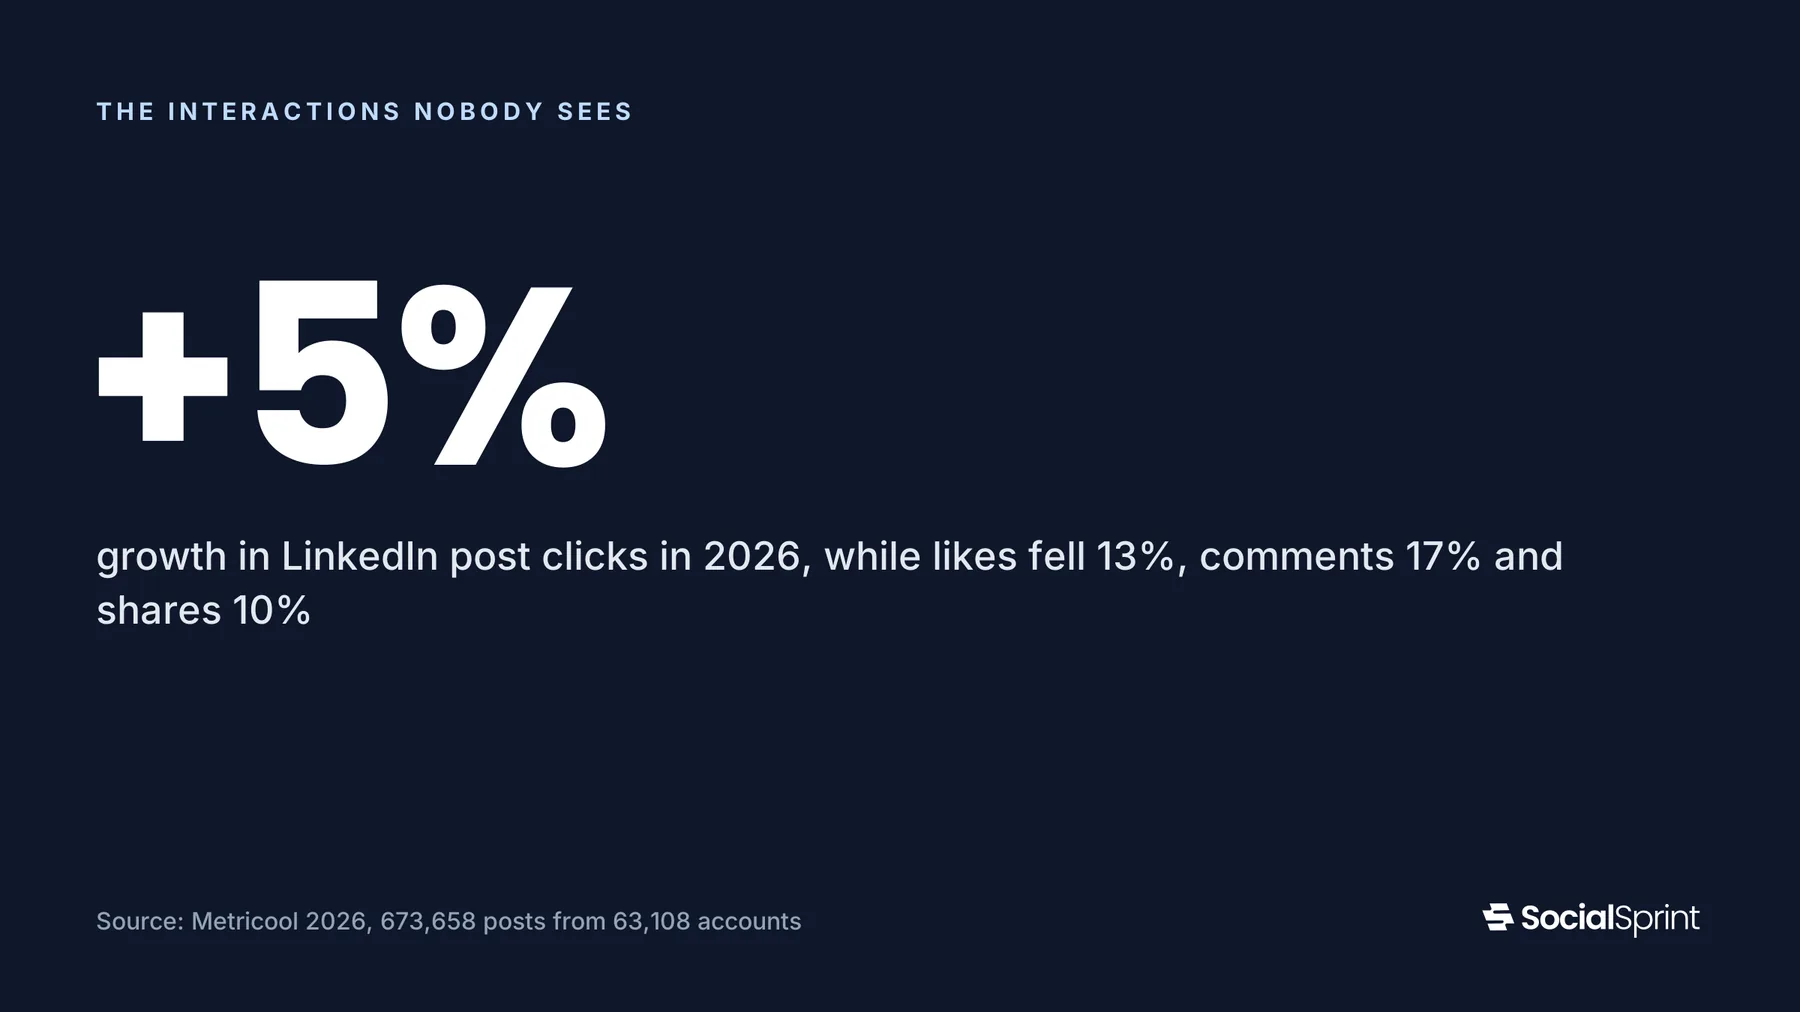 THE INTERACTIONS NOBODY SEES
+5%
growth in LinkedIn post clicks in 2026, while likes fell 13%, comments 17% and
shares 10%
Source: Metricool 2026, 673,658 posts from 63,108 accounts
SocialSprint